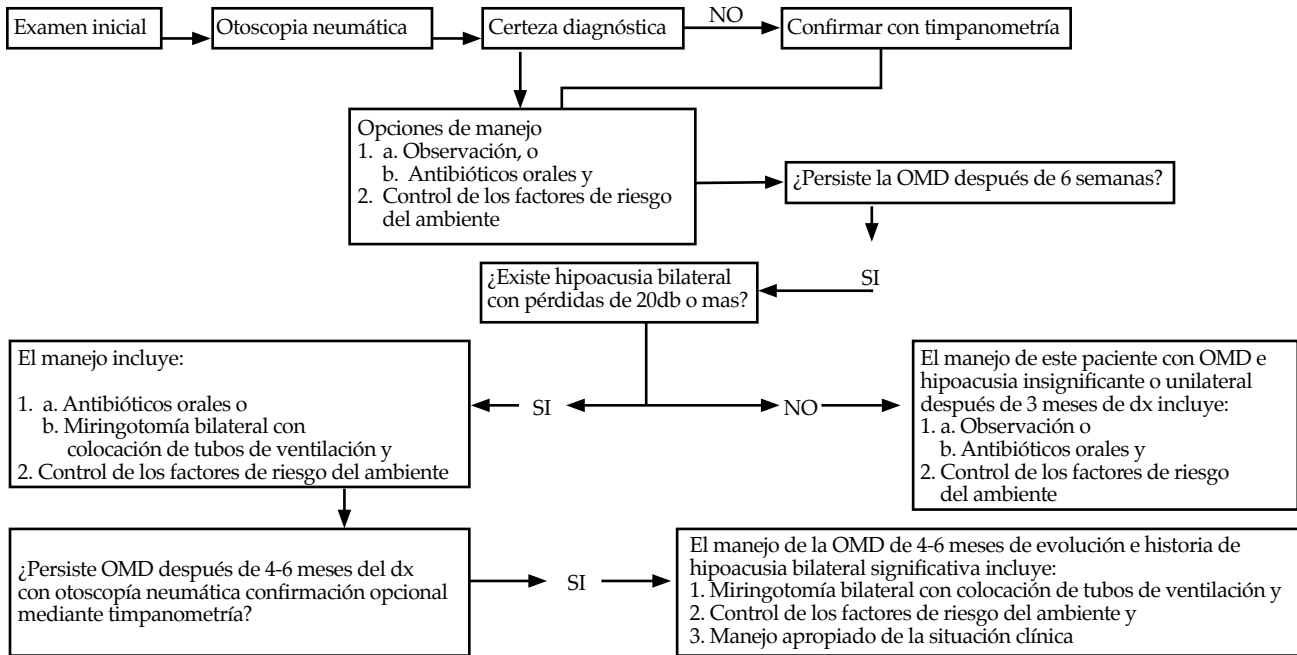 Examen inicial
Otoscopia neumática
Certeza diagnóstica
NO
Confirmar con timpanometría
Opciones de manejo
1. a. Observación, o
b. Antibióticos orales y
2. Control de los factores de riesgo
del ambiente
¿Persiste la OMD después de 6 semanas?
SI
¿Existe hipoacusia bilateral
con pérdidas de 20db o mas?
El manejo incluye:
1. a. Antibióticos orales o
b. Miringotomía bilateral con
colocación de tubos de ventilación y
2. Control de los factores de riesgo del ambiente
SI
NO
El manejo de este paciente con OMD e
hipoacusia insignificante o unilateral
después de 3 meses de dx incluye:
1. a. Observación o
b. Antibióticos orales y
2. Control de los factores de riesgo
del ambiente
¿Persiste OMD después de 4-6 meses del dx
con otoscopía neumática confirmación opcional
mediante timpanometría?
SI
El manejo de la OMD de 4-6 meses de evolución e historia de
hipoacusia bilateral significativa incluye:
1. Miringotomía bilateral con colocación de tubos de ventilación y
2. Control de los factores de riesgo del ambiente y
3. Manejo apropiado de la situación clínica